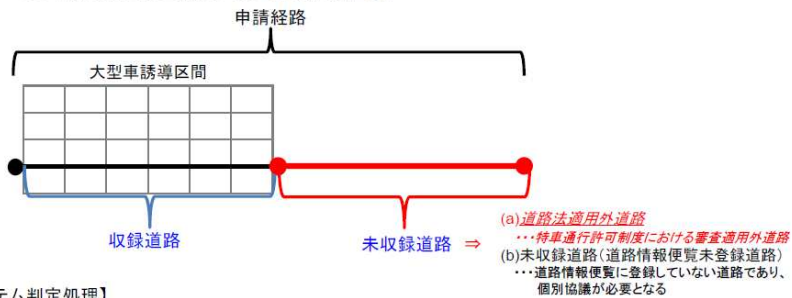 申請経路
大型車誘導区間
収録道路
未収録道路 ⇒
(a)道路法適用外道路
・・・特車通行許可制度における審査適用外道路
(b)未収録道路(道路情報便覧未登録道路)
・・・道路情報便覧に登録していない道路であり、
個別協議が必要となる
テム判定処理】